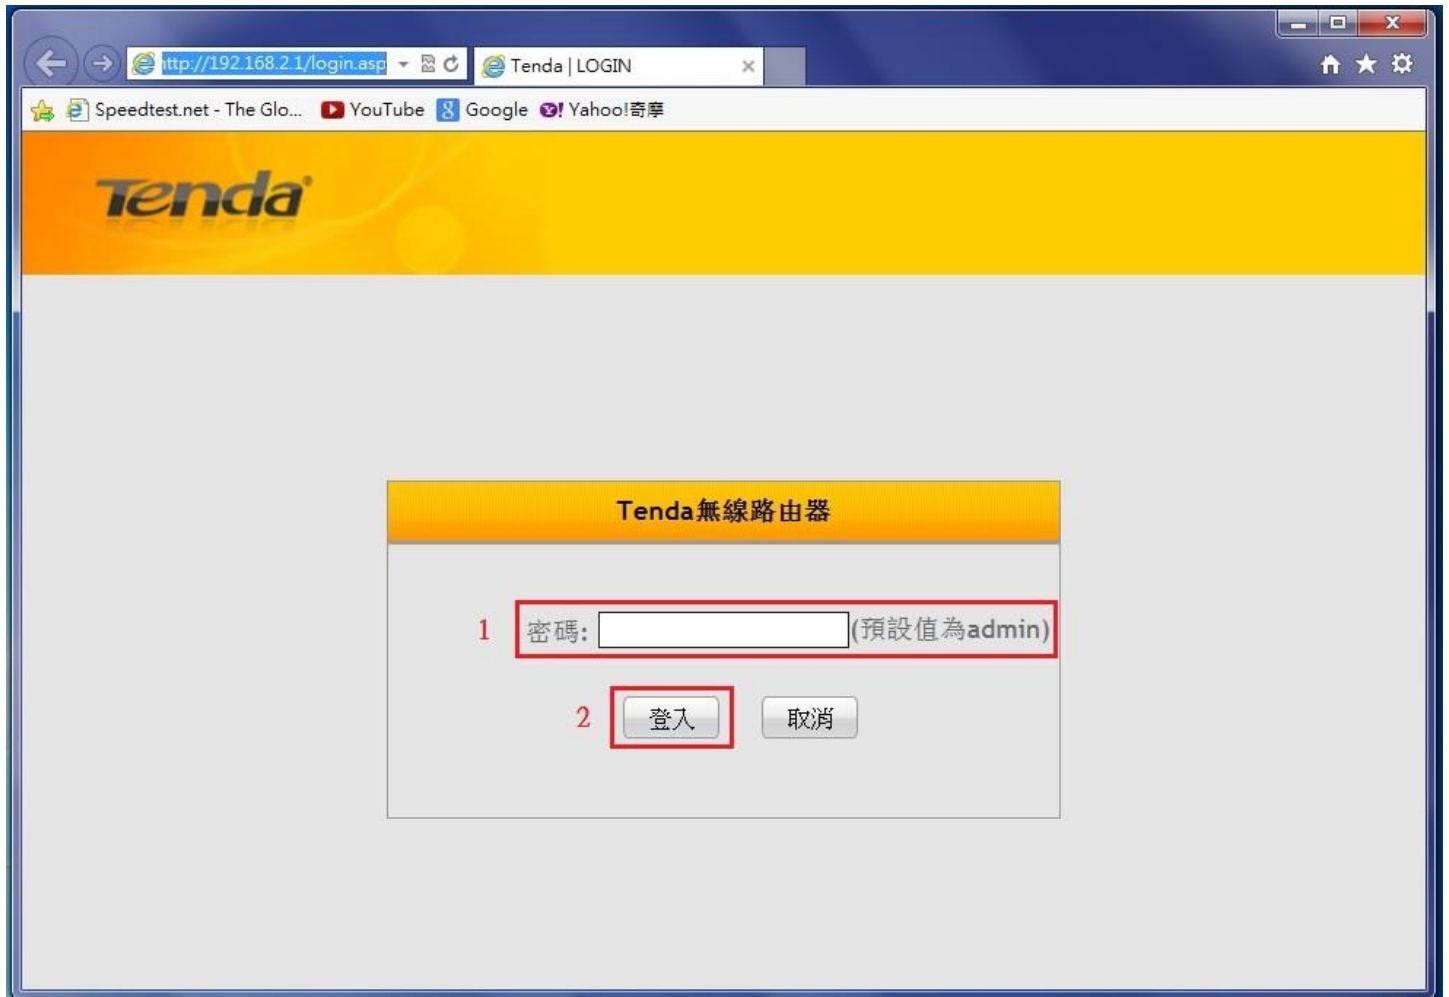 http://192.168.2.1/login.asp
Tenda | LOGIN
Speedtest.net - The Glo...
YouTube
Google
Yahoo!奇摩
Tenda®
Tenda無線路由器
1 密碼: (預設值為admin)
2 登入 取消